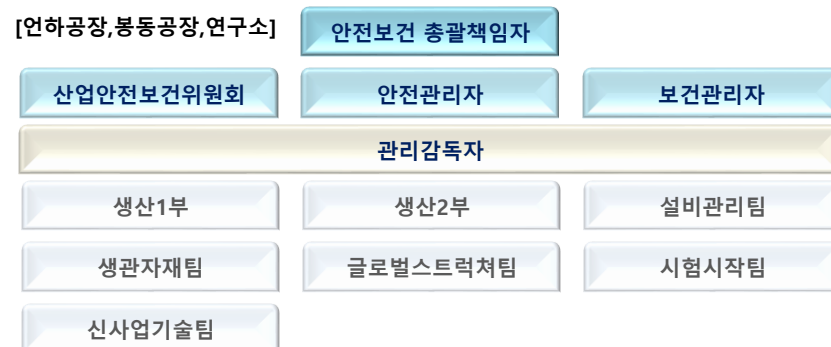 [언하공장,봉동공장,연구소]
안전보건 총괄책임자
산업안전보건위원회
안전관리자
보건관리자
관리감독자
생산1부
생산2부
설비관리팀
생관자재팀
글로벌스트럭쳐팀
시험시작팀
신사업기술팀